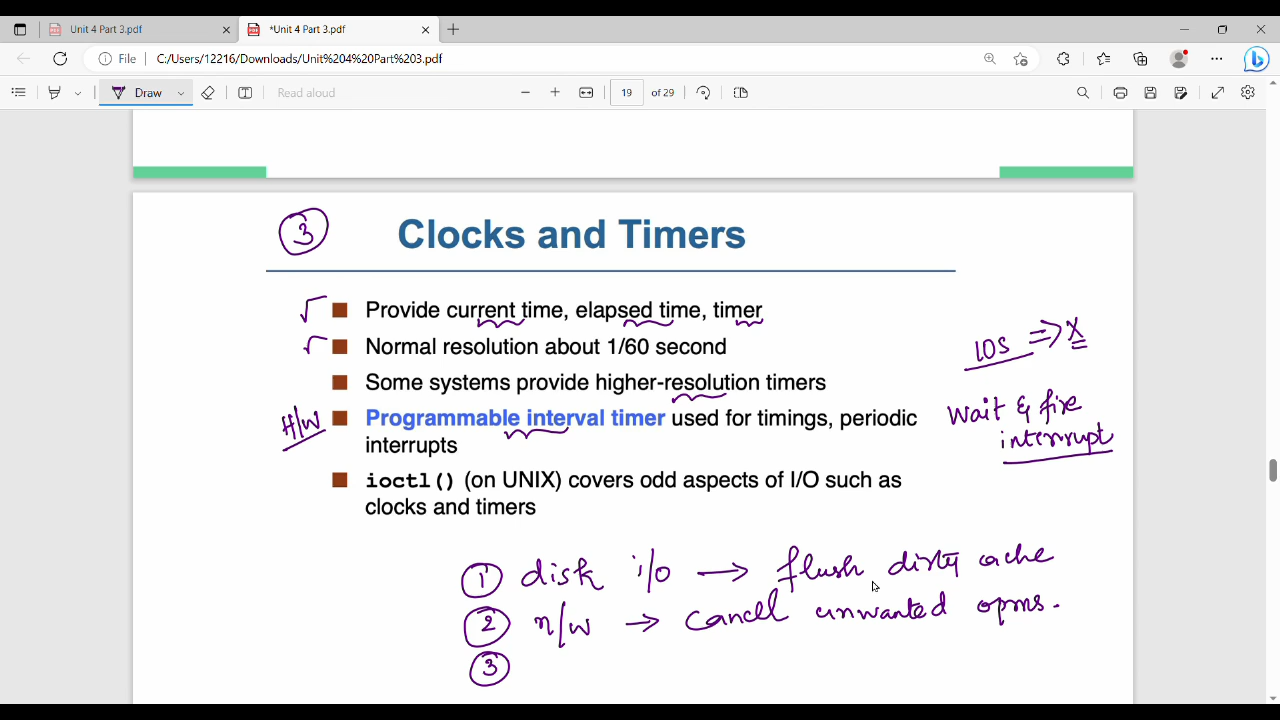 Unit 4 Part 3.pdf
*Unit 4 Part 3.pdf
File
C:/Users/12216/Downloads/Unit%204%20Part%203.pdf
Draw
Read aloud
19
of 29
3
Clocks and Timers
Provide current time, elapsed time, timer
Normal resolution about 1/60 second
Some systems provide higher-resolution timers
H/W
Programmable interval timer used for timings, periodic
interrupts
ioctl() (on UNIX) covers odd aspects of I/O such as
clocks and timers
10s => X
Wait & fire
interrupt
1 disk i/o → flush dirty cache
2 n/w → cancel unwanted oprns.
3